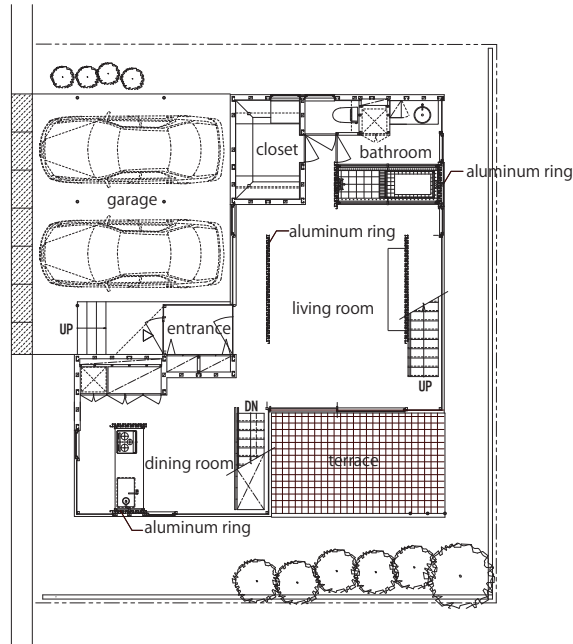 closet
bathroom
aluminum ring
garage
aluminum ring
living room
UP
entrance
UP
DN
dining room
terrace
aluminum ring